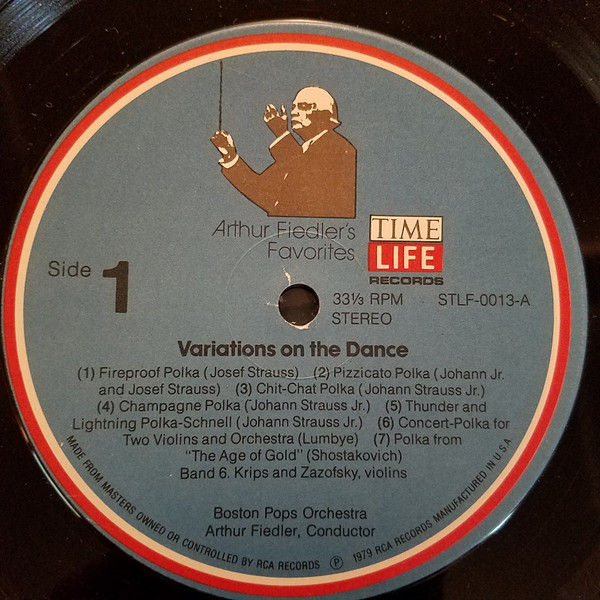 Arthur Fiedler's
Favorites
TIME
LIFE
RECORDS
Side 1
33⅓ RPM STLF-0013-A
STEREO
Variations on the Dance
(1) Fireproof Polka (Josef Strauss) (2) Pizzicato Polka (Johann Jr.
and Josef Strauss) (3) Chit-Chat Polka (Johann Strauss Jr.)
(4) Champagne Polka (Johann Strauss Jr.) (5) Thunder and
Lightning Polka-Schnell (Johann Strauss Jr.) (6) Concert-Polka for
Two Violins and Orchestra (Lumbye) (7) Polka from
"The Age of Gold" (Shostakovich)
Band 6. Krips and Zazofsky, violins
Boston Pops Orchestra
Arthur Fiedler, Conductor
MADE FROM MASTERS OWNED OR CONTROLLED BY RCA RECORDS ℗ 1979 RCA RECORDS MANUFACTURED IN U.S.A